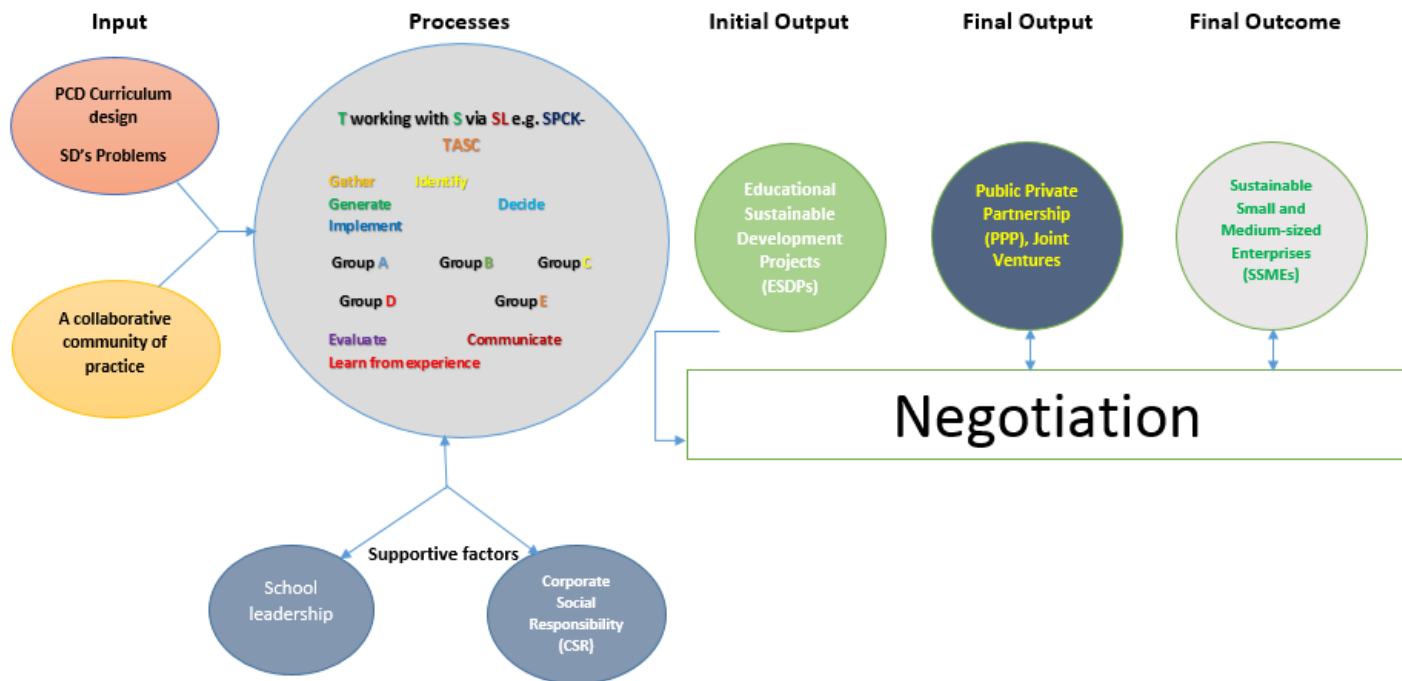 Input
Processes
Initial Output
Final Output
Final Outcome
PCD Curriculum
design
SD's Problems
A collaborative
community of
practice
T working with S via SL e.g. SPCK-
TASC
Gather Identify
Generate Decide
Implement
Group A Group B Group C
Group D Group E
Evaluate Communicate
Learn from experience
Educational
Sustainable
Development
Projects
(ESDPs)
Public Private
Partnership
(PPP), Joint
Ventures
Sustainable
Small and
Medium-sized
Enterprises
(SSMEs)
Negotiation
Supportive factors
School
leadership
Corporate
Social
Responsibility
(CSR)